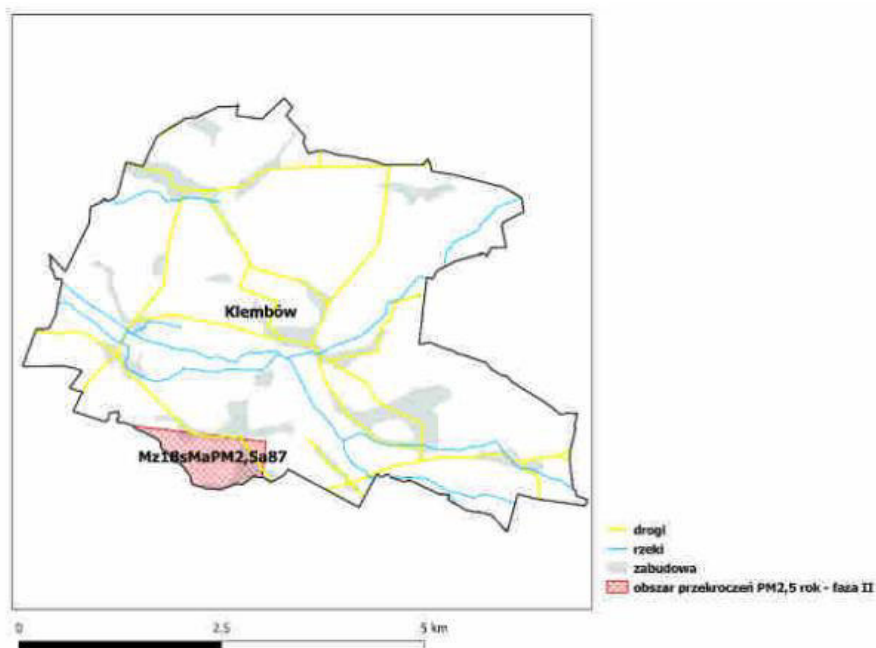 Klembów
Mz18sMaPM2,5a87
drogi
rzeki
zabudowa
obszar przekroczeń PM2,5 rok - faza II
0 2.5 5 km